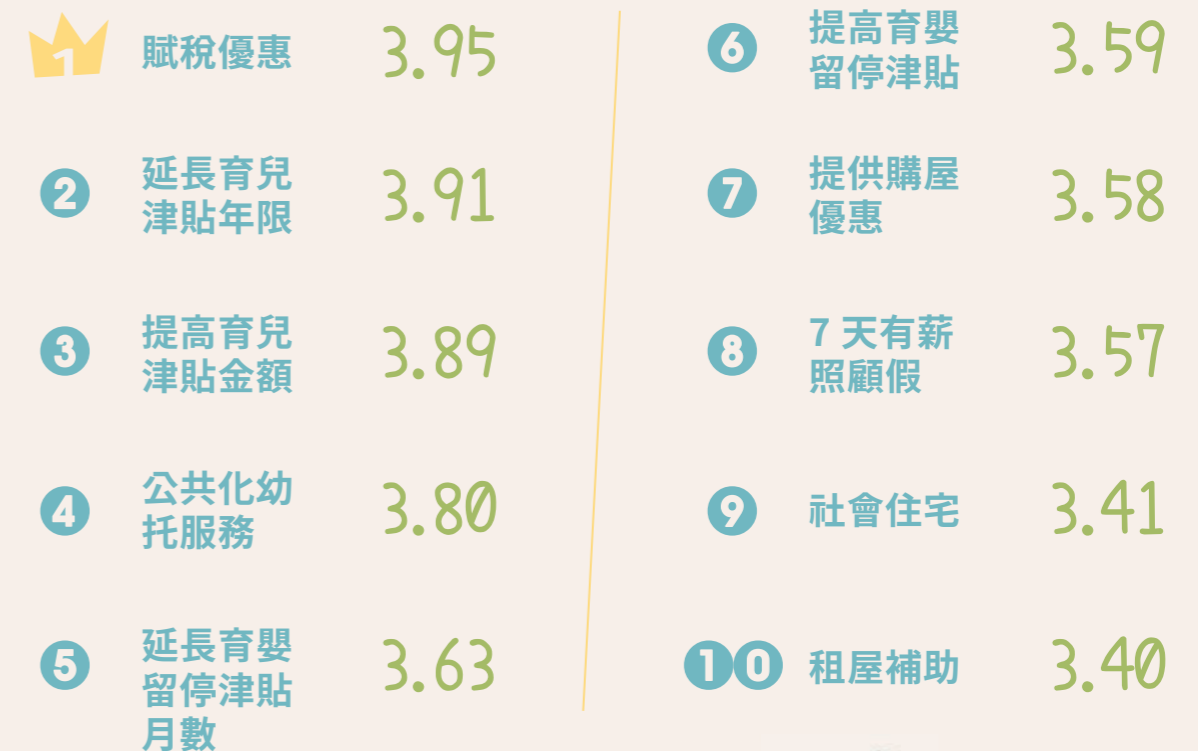 1
賦稅優惠
3.95
2
延長育兒
津貼年限
3.91
3
提高育兒
津貼金額
3.89
4
公共化幼
托服務
3.80
5
延長育嬰
留停津貼
月數
3.63
6
提高育嬰
留停津貼
3.59
7
提供購屋
優惠
3.58
8
7 天有薪
照顧假
3.57
9
社會住宅
3.41
10
租屋補助
3.40